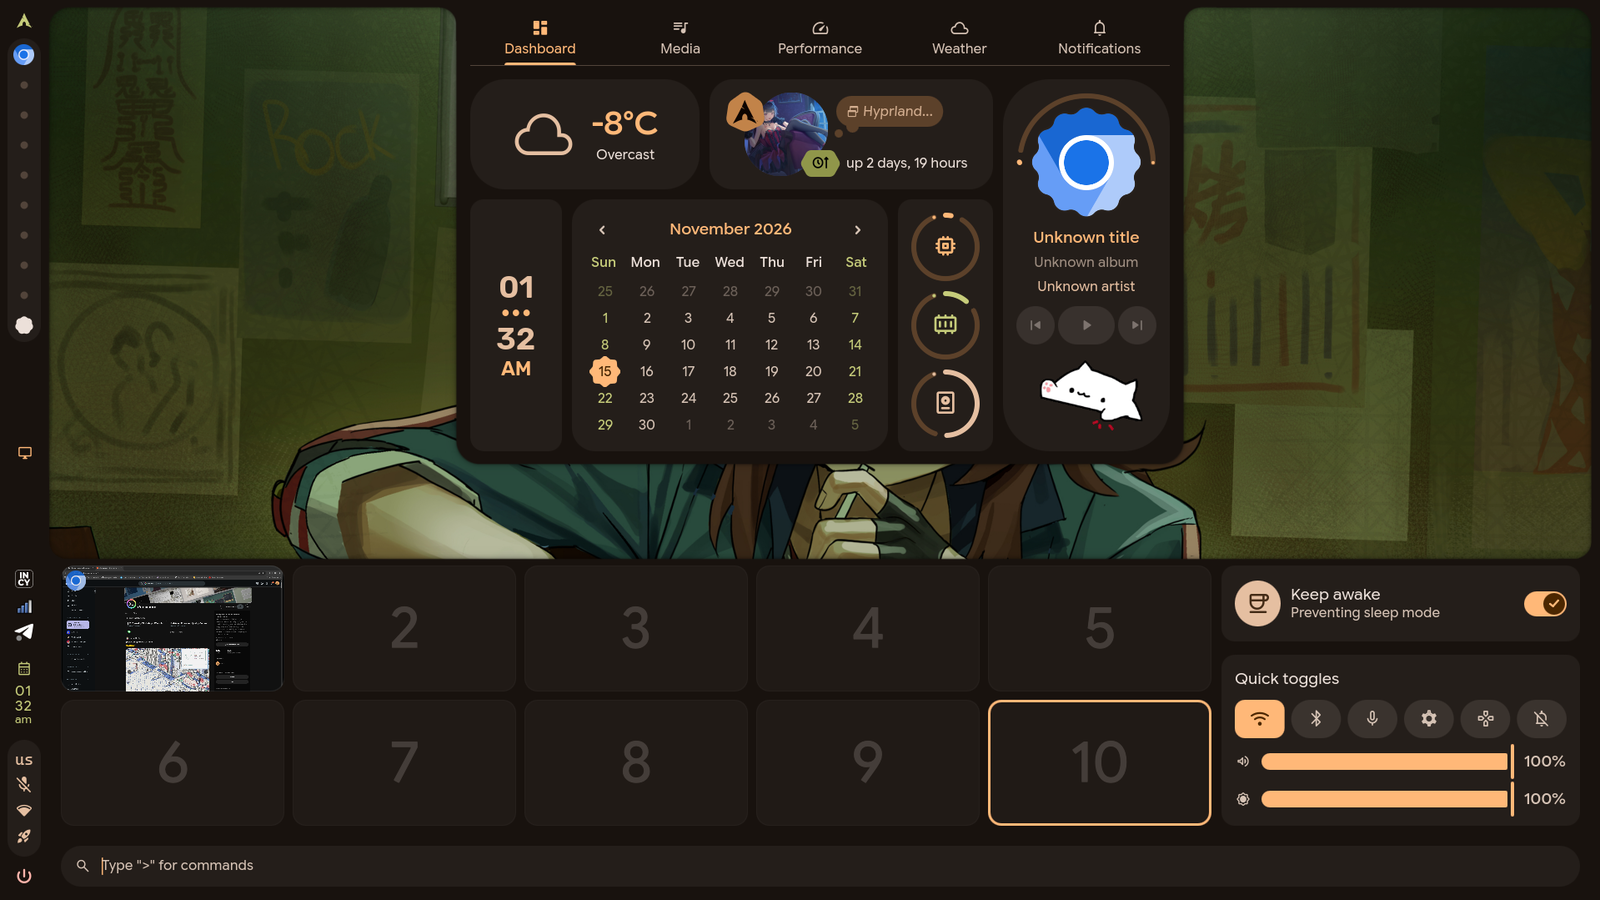 Dashboard
Media
Performance
Weather
Notifications
-8°C
Overcast
Hyprland...
up 2 days, 19 hours
01
32
AM
November 2026
Sun Mon Tue Wed Thu Fri Sat
25 26 27 28 29 30 31
1 2 3 4 5 6 7
8 9 10 11 12 13 14
15 16 17 18 19 20 21
22 23 24 25 26 27 28
29 30 1 2 3 4 5
Unknown title
Unknown album
Unknown artist
Rock
烤
IN
CY
01
32
am
us
2
3
4
5
6
7
8
9
10
Keep awake
Preventing sleep mode
Quick toggles
100%
100%
Type ">" for commands